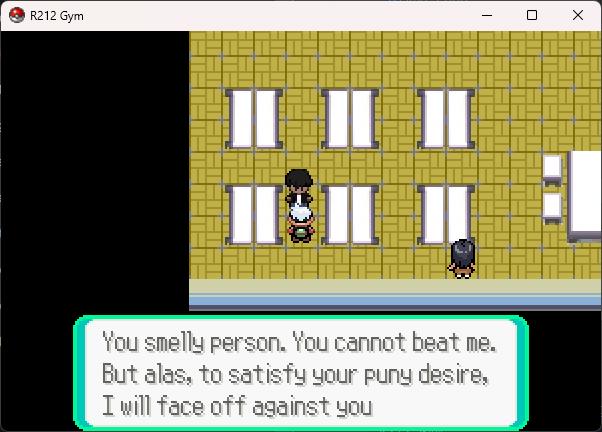 R212 Gym
You smelly person. You cannot beat me.
But alas, to satisfy your puny desire,
I will face off against you